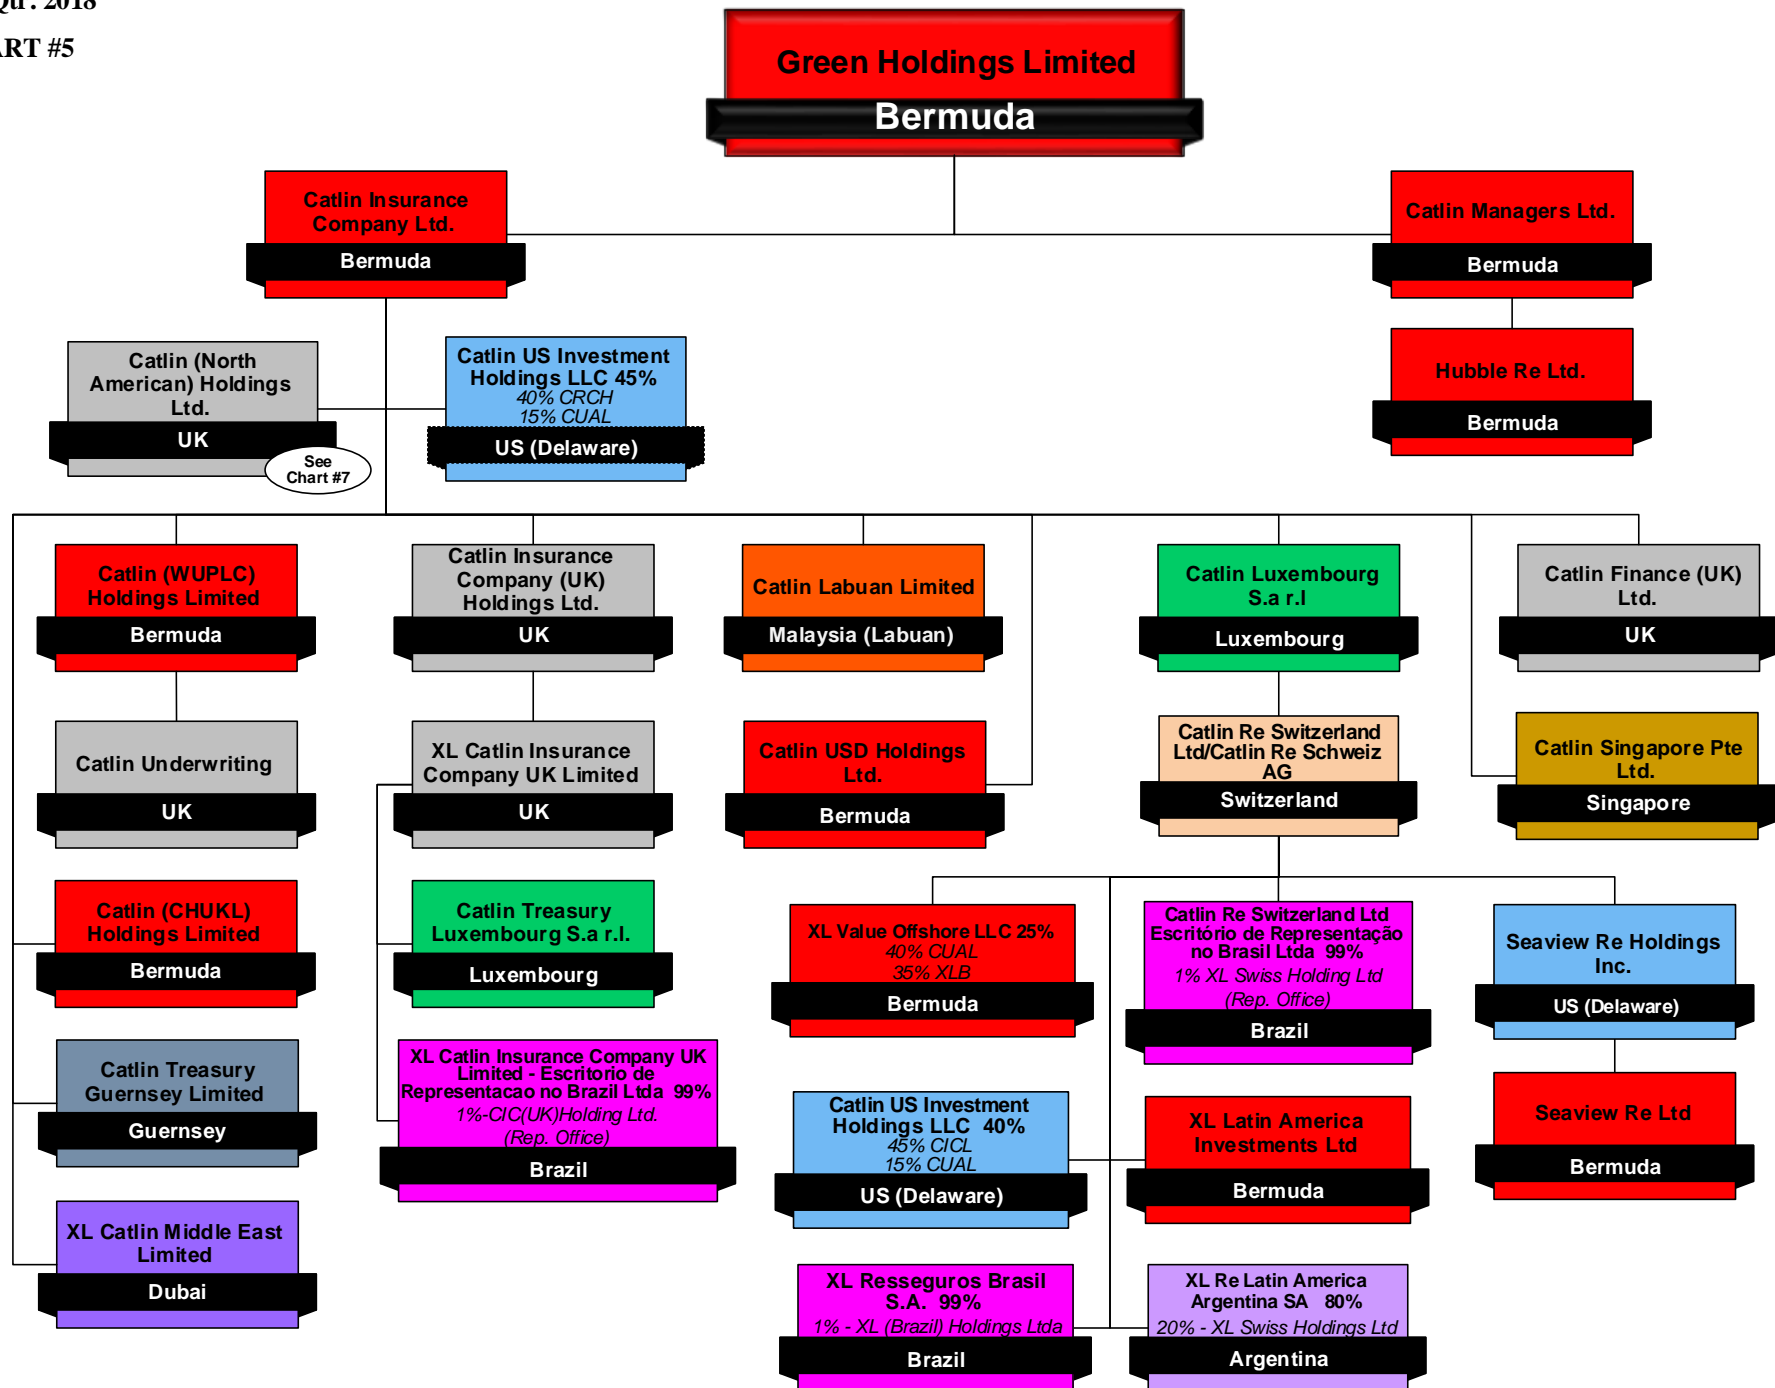 2018
ART #5
Green Holdings Limited
Bermuda
Catlin Insurance
Company Ltd.
Bermuda
Catlin Managers Ltd.
Bermuda
Catlin (North
American) Holdings
Ltd.
UK
See
Chart #7
Catlin US Investment
Holdings LLC 45%
40% CRCH
15% CUAL
US (Delaware)
Hubble Re Ltd.
Bermuda
Catlin (WUPLC)
Holdings Limited
Bermuda
Catlin Insurance
Company (UK)
Holdings Ltd.
UK
Catlin Labuan Limited
Malaysia (Labuan)
Catlin Luxembourg
S.a r.l
Luxembourg
Catlin Finance (UK)
Ltd.
UK
Catlin Underwriting
UK
XL Catlin Insurance
Company UK Limited
UK
Catlin USD Holdings
Ltd.
Bermuda
Catlin Re Switzerland
Ltd/Catlin Re Schweiz
AG
Switzerland
Catlin Singapore Pte
Ltd.
Singapore
Catlin (CHUKL)
Holdings Limited
Bermuda
Catlin Treasury
Luxembourg S.a r.l.
Luxembourg
XL Value Offshore LLC 25%
40% CUAL
35% XLB
Bermuda
Catlin Re Switzerland Ltd
Escritório de Representação
no Brasil Ltda 99%
1% XL Swiss Holding Ltd
(Rep. Office)
Brazil
Seaview Re Holdings
Inc.
US (Delaware)
Catlin Treasury
Guernsey Limited
Guernsey
XL Catlin Insurance Company UK
Limited - Escritorio de
Representacao no Brazil Ltda 99%
1%-CIC(UK)Holding Ltd.
(Rep. Office)
Brazil
Catlin US Investment
Holdings LLC 40%
45% CICL
15% CUAL
US (Delaware)
XL Latin America
Investments Ltd
Bermuda
Seaview Re Ltd
Bermuda
XL Catlin Middle East
Limited
Dubai
XL Resseguros Brasil
S.A. 99%
1% - XL (Brazil) Holdings Ltda
Brazil
XL Re Latin America
Argentina SA 80%
20% - XL Swiss Holdings Ltd
Argentina